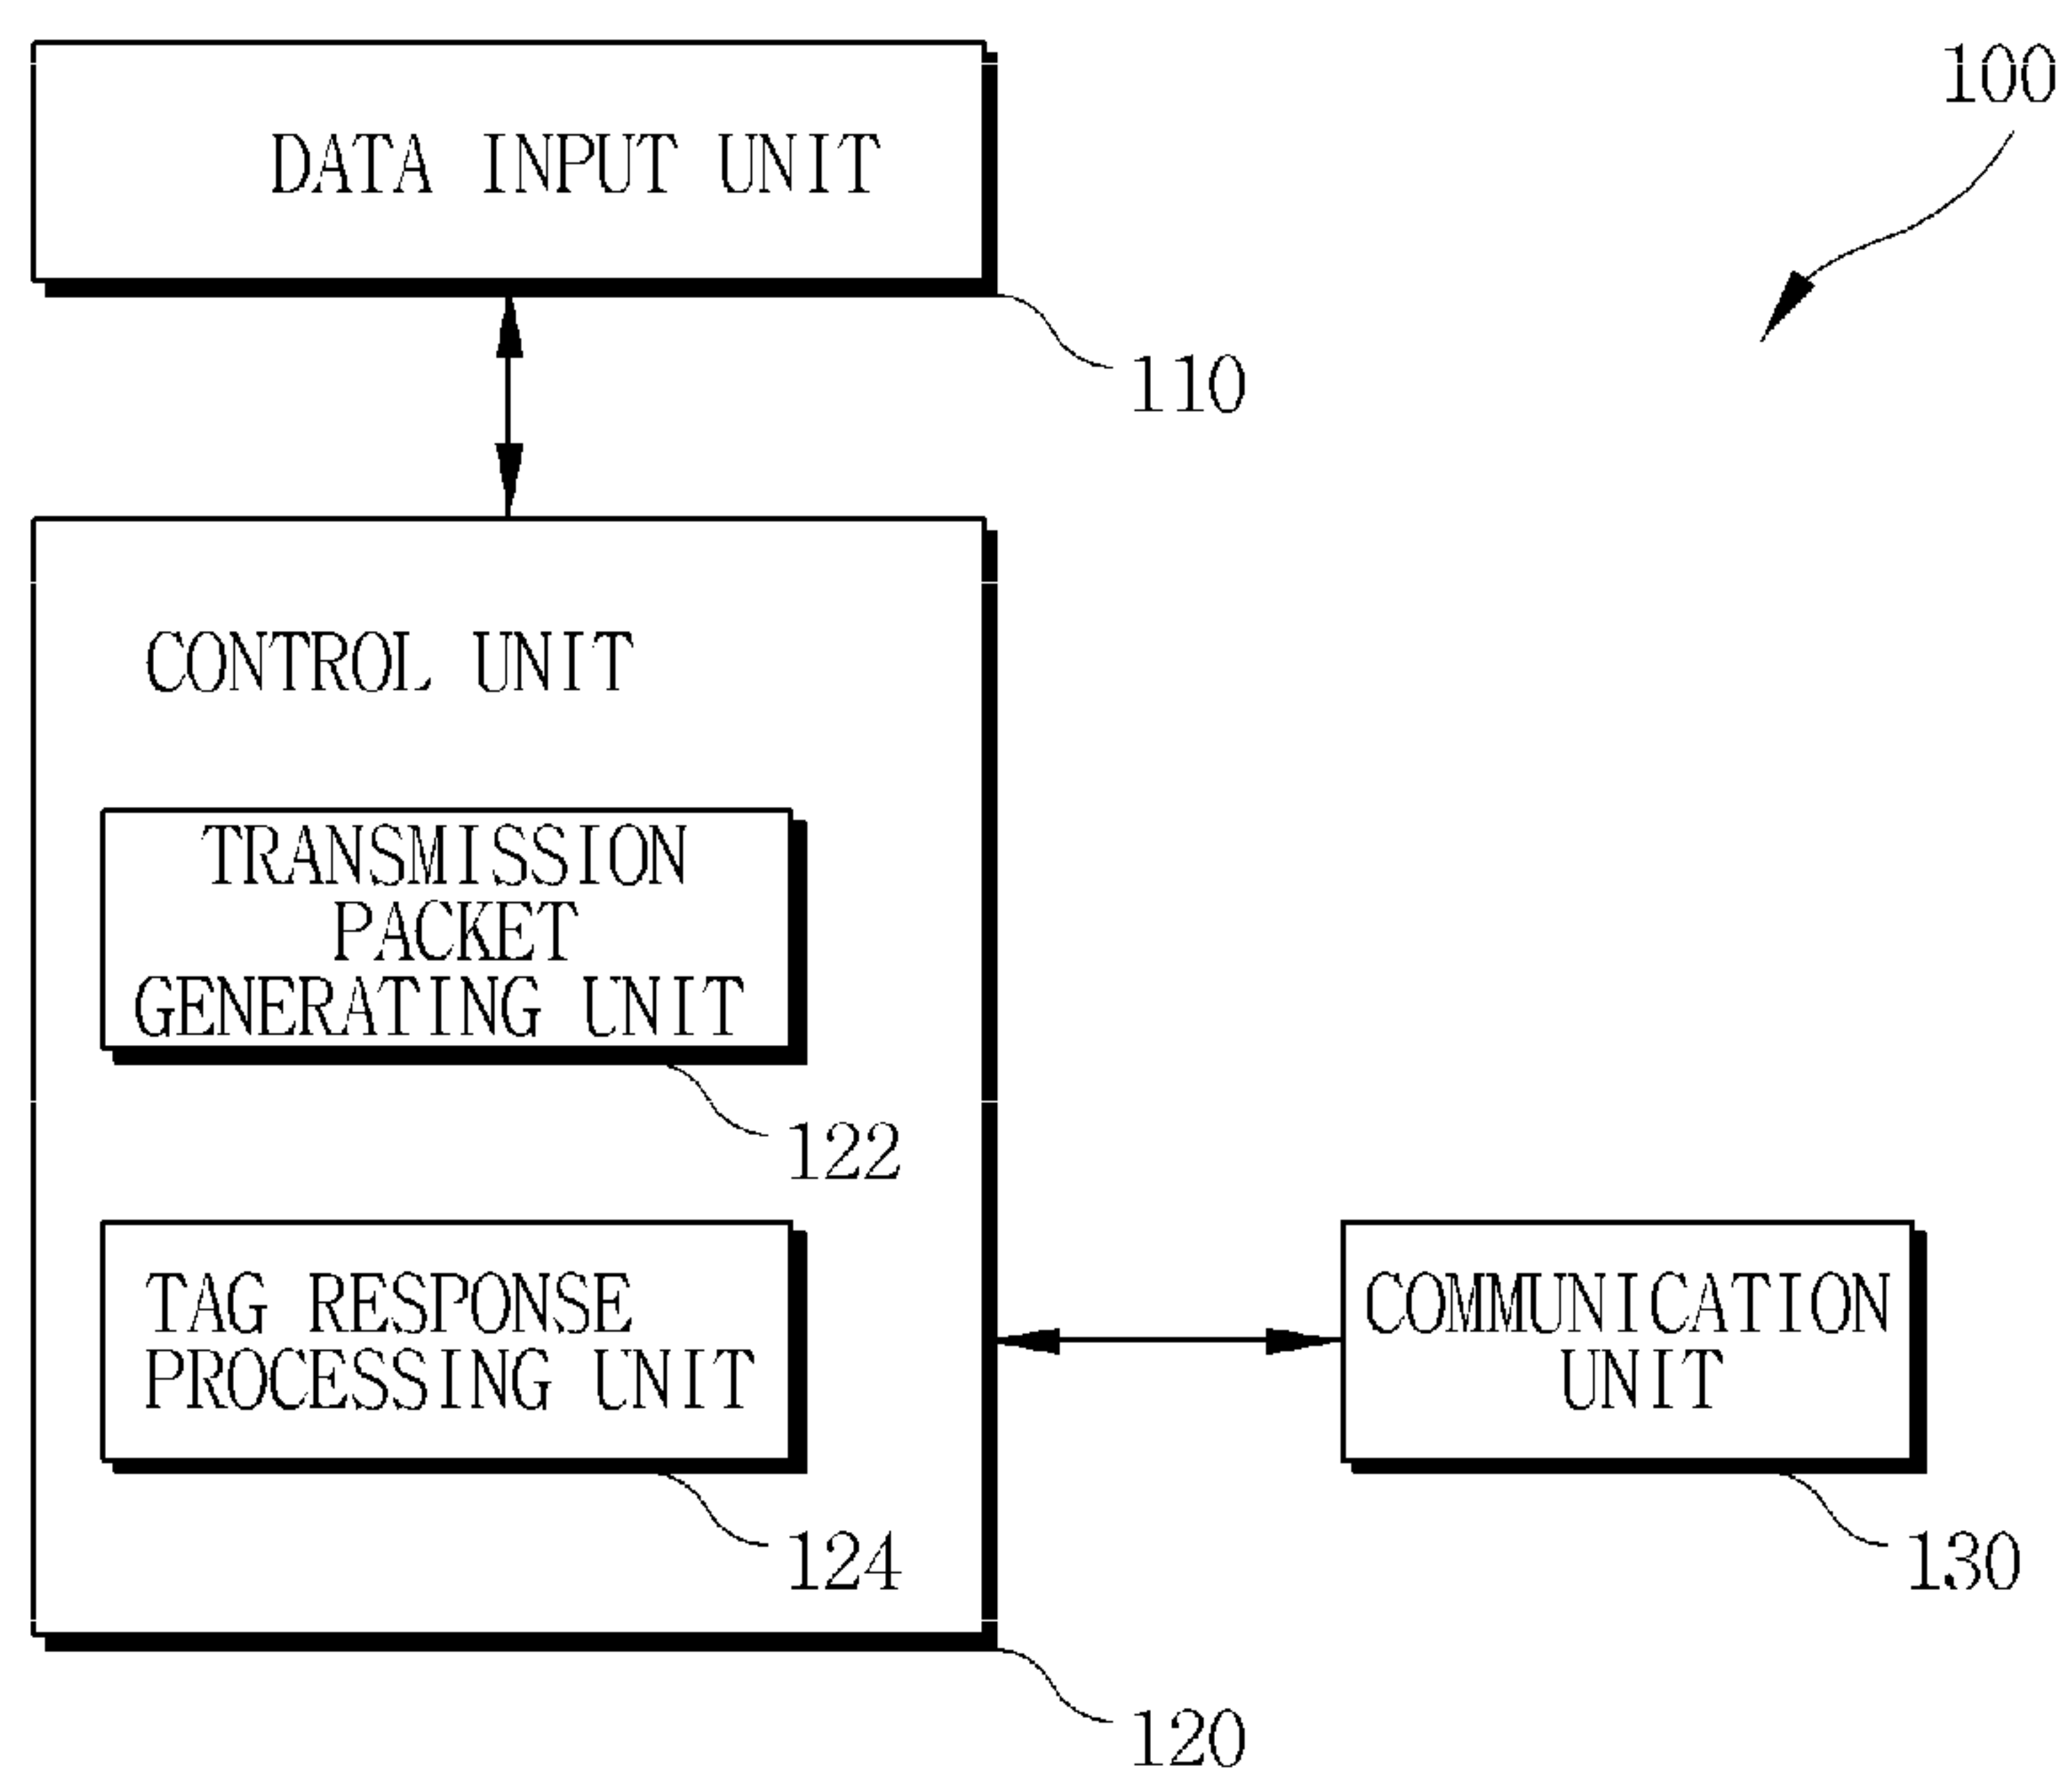 100
DATA INPUT UNIT
110
CONTROL UNIT
TRANSMISSION
PACKET
GENERATING UNIT
122
TAG RESPONSE
PROCESSING UNIT
124
COMMUNICATION
UNIT
130
120